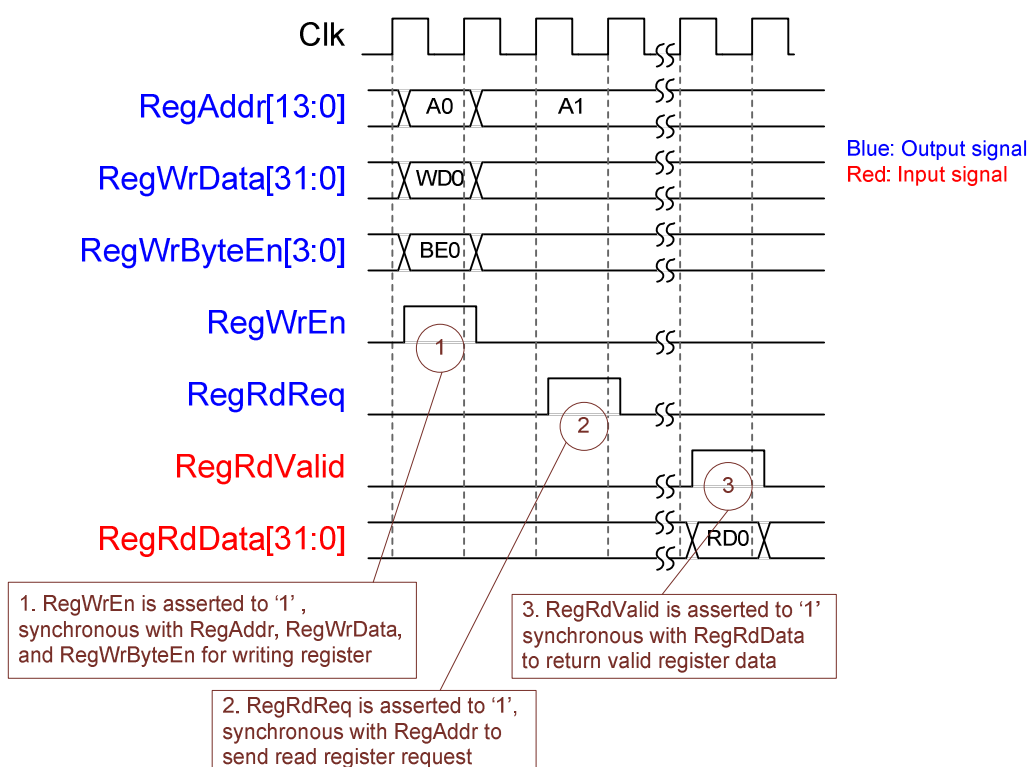 Clk
RegAddr[13:0]
A0
A1
Blue: Output signal
Red: Input signal
RegWrData[31:0]
WD0
RegWrByteEn[3:0]
BE0
RegWrEn
1
RegRdReq
2
RegRdValid
3
RegRdData[31:0]
RD0
1. RegWrEn is asserted to ‘1’ ,
synchronous with RegAddr, RegWrData,
and RegWrByteEn for writing register
3. RegRdValid is asserted to ‘1’
synchronous with RegRdData
to return valid register data
2. RegRdReq is asserted to ‘1’,
synchronous with RegAddr to
send read register request